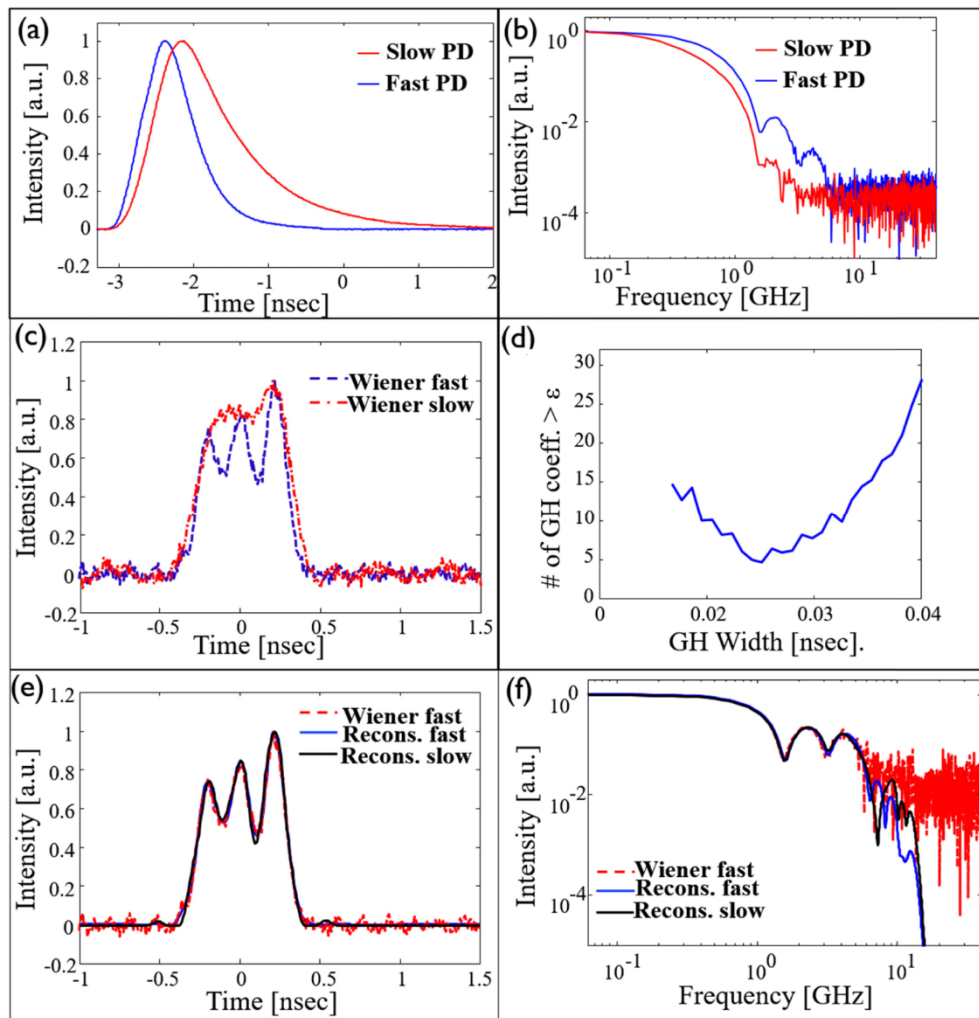 (a)
Slow PD
Fast PD
Intensity [a.u.]
1
0.8
0.6
0.4
0.2
0
-0.2
-3
-2
-1
0
1
2
Time [nsec]
(b)
Slow PD
Fast PD
Intensity [a.u.]
10^0
10^-2
10^-4
10^-1
10^0
10^1
Frequency [GHz]
(c)
Wiener fast
Wiener slow
Intensity [a.u.]
1.2
1
0.8
0.6
0.4
0.2
0
-0.2
-1
-0.5
0
0.5
1
1.5
Time [nsec]
(d)
# of GH coeff. > ε
30
25
20
15
10
5
0
0
0.02
0.03
0.04
GH Width [nsec].
(e)
Wiener fast
Recons. fast
Recons. slow
Intensity [a.u.]
1.2
1
0.8
0.6
0.4
0.2
0
-0.2
-1
-0.5
0
0.5
1
1.5
Time [nsec]
(f)
Wiener fast
Recons. fast
Recons. slow
Intensity [a.u.]
10^0
10^-2
10^-4
10^-1
10^0
10^1
Frequency [GHz]